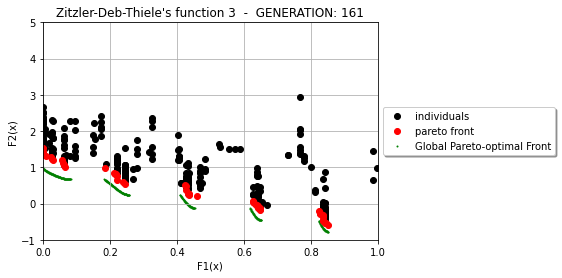 Zitzler-Deb-Thiele's function 3 - GENERATION: 161
5
4
3
2
1
0
−1
F2(x)
0.0 0.2 0.4 0.6 0.8 1.0
F1(x)
individuals
pareto front
Global Pareto-optimal Front